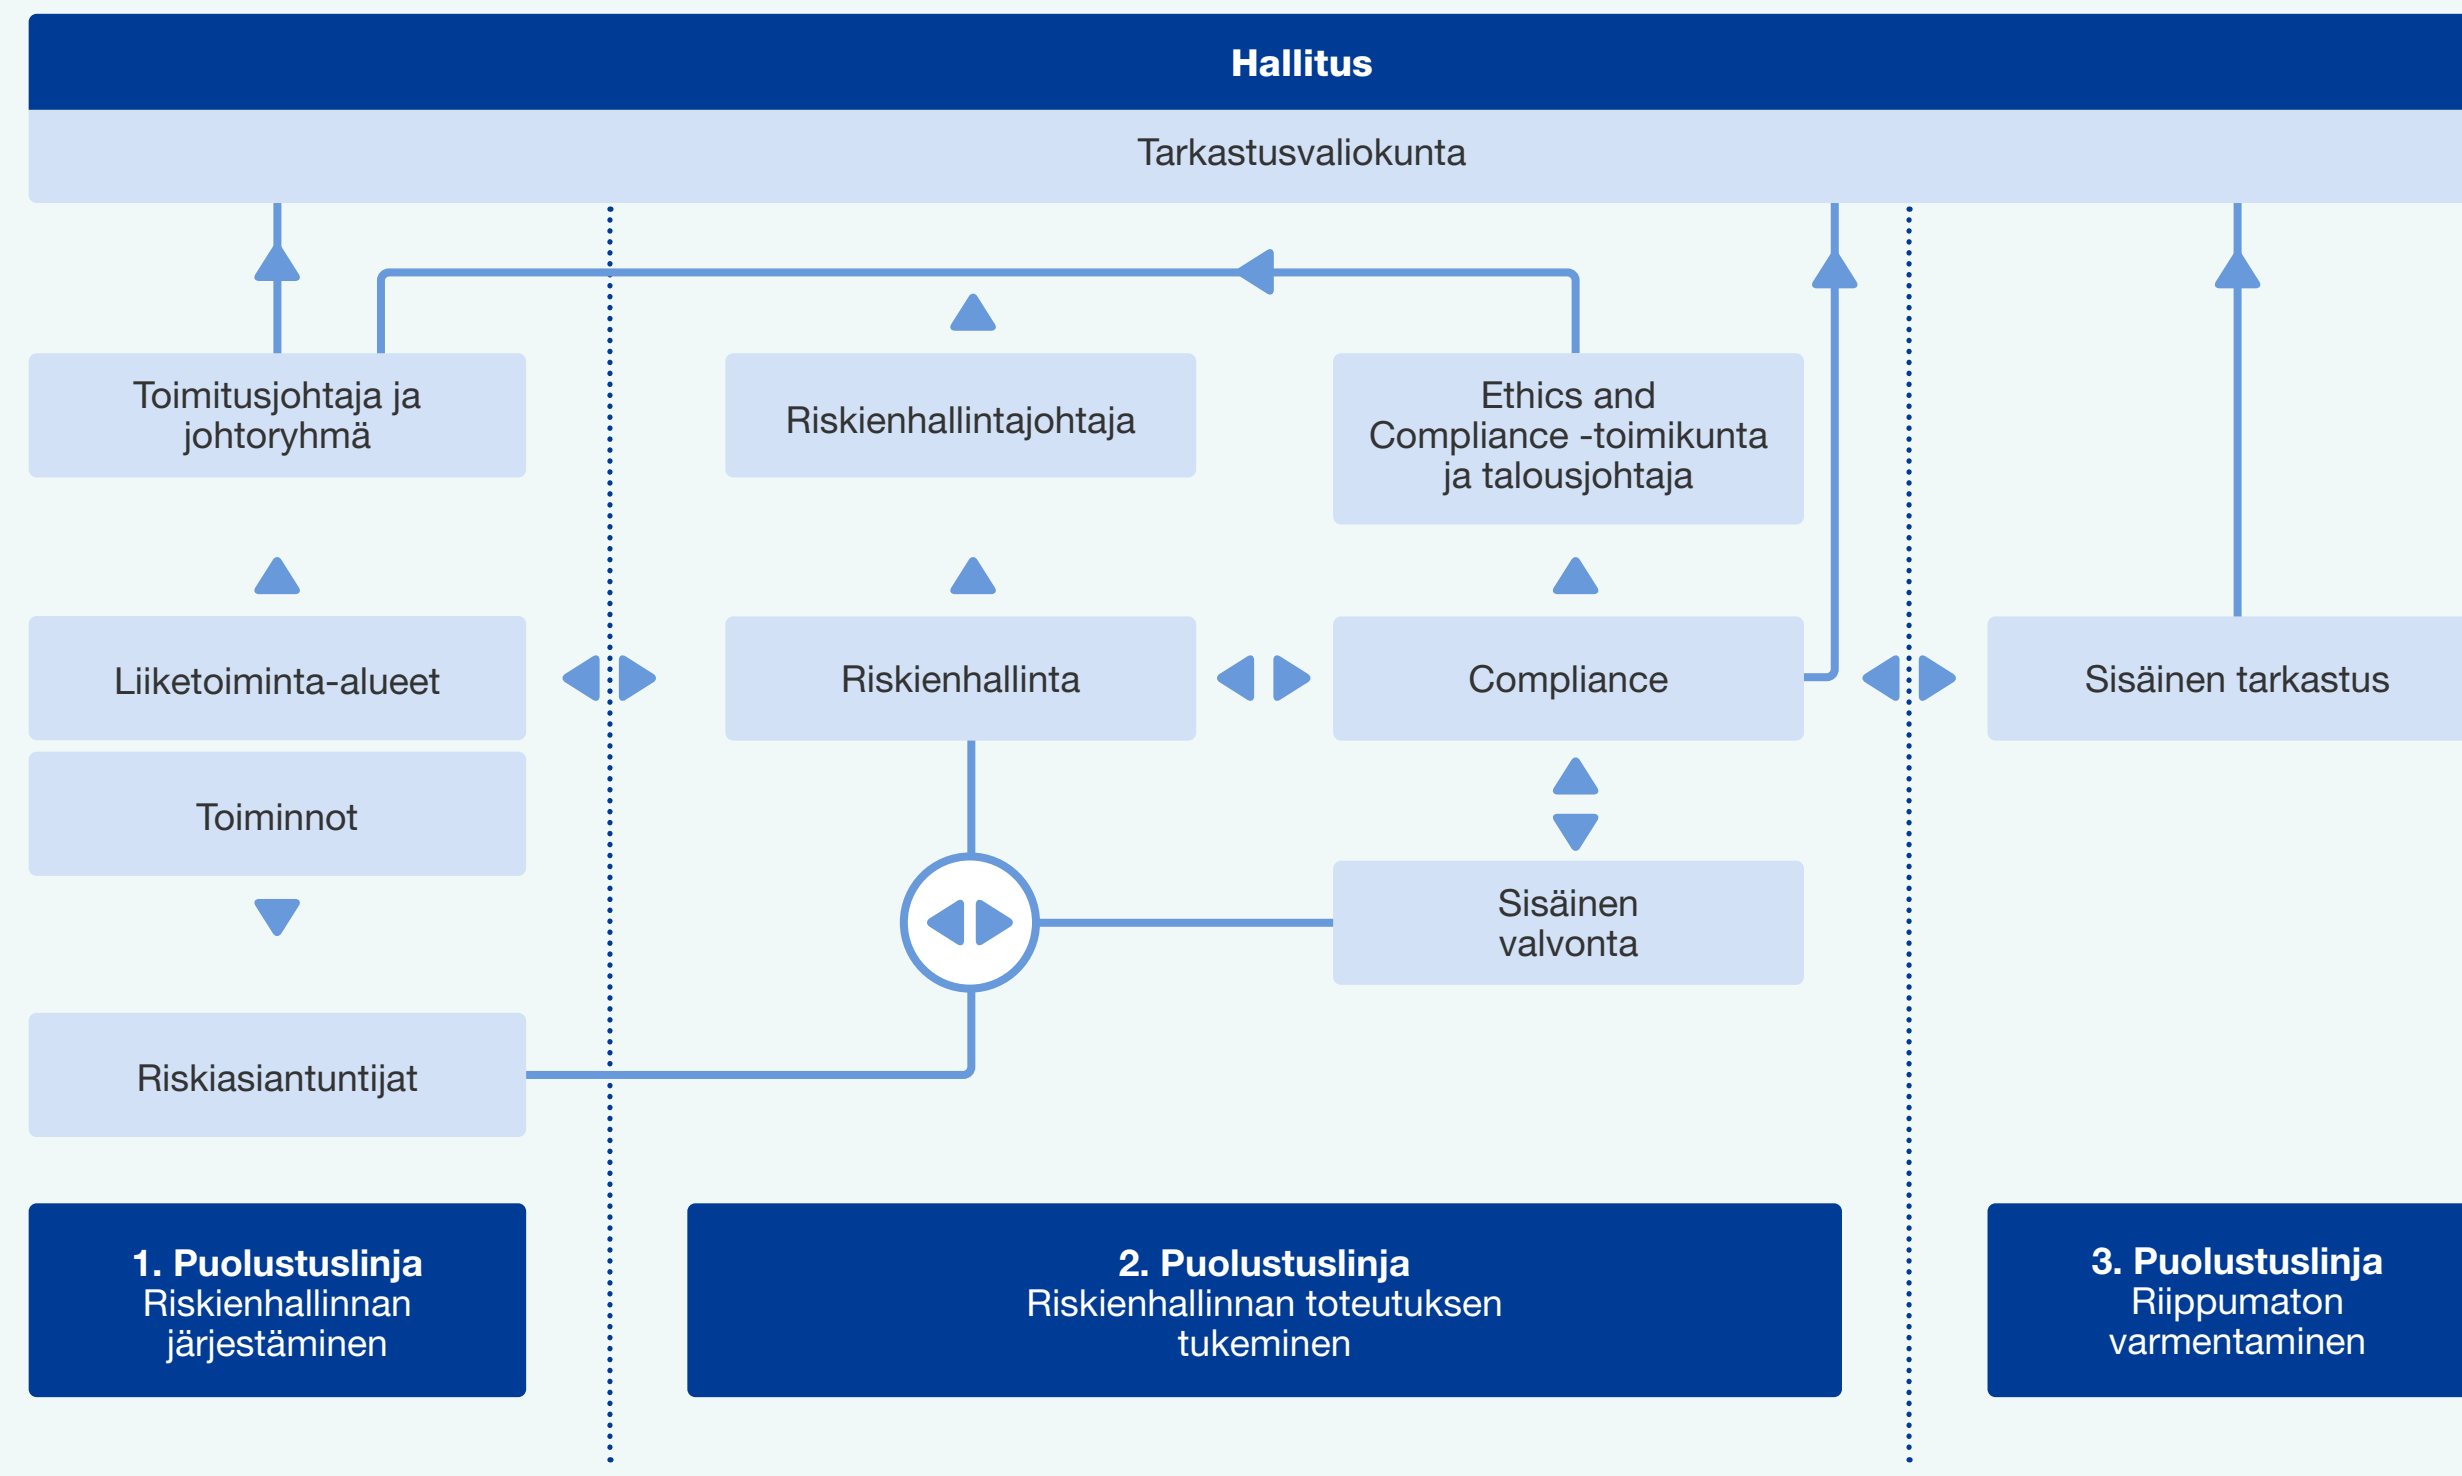 Hallitus
Tarkastusvaliokunta
Toimitusjohtaja ja
johtoryhmä
Riskienhallintajohtaja
Ethics and
Compliance -toimikunta
ja talousjohtaja
Liiketoiminta-alueet
Riskienhallinta
Compliance
Sisäinen tarkastus
Toiminnot
Sisäinen
valvonta
Riskiasiantuntijat
1. Puolustuslinja
Riskienhallinnan
järjestäminen
2. Puolustuslinja
Riskienhallinnan toteutuksen
tukeminen
3. Puolustuslinja
Riippumaton
varmentaminen